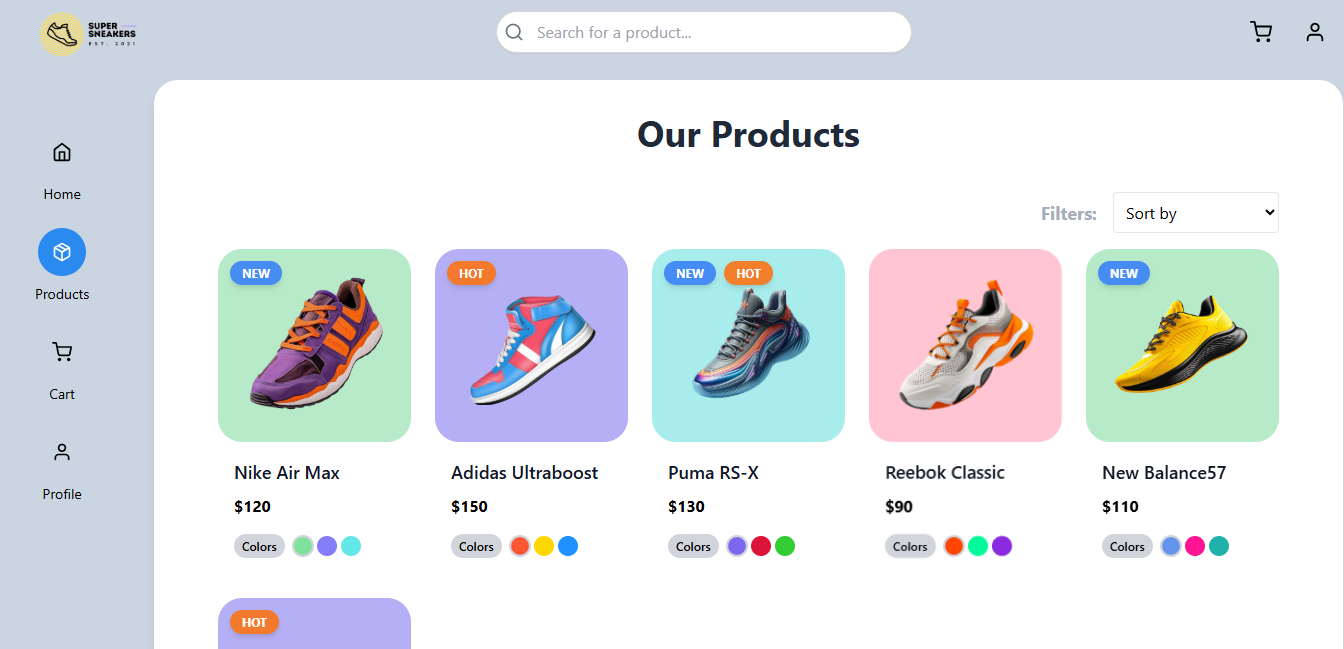 SUPER
SNEAKERS
EST. 2021
Search for a product...
Home
Products
Cart
Profile
Our Products
Filters:
Sort by
NEW
HOT
NEW HOT
NEW
Nike Air Max
Adidas Ultraboost
Puma RS-X
Reebok Classic
New Balance57
$120
$150
$130
$90
$110
Colors
Colors
Colors
Colors
Colors
HOT